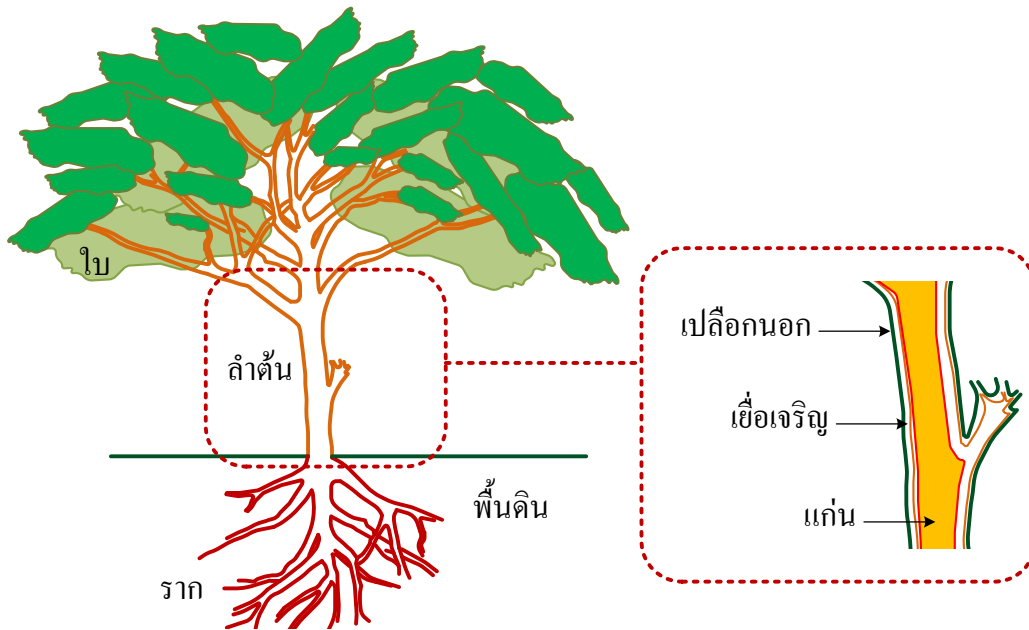 ใบ
ลำต้น
พื้นดิน
ราก
เปลือกนอก
เยื่อเจริญ
แก่น